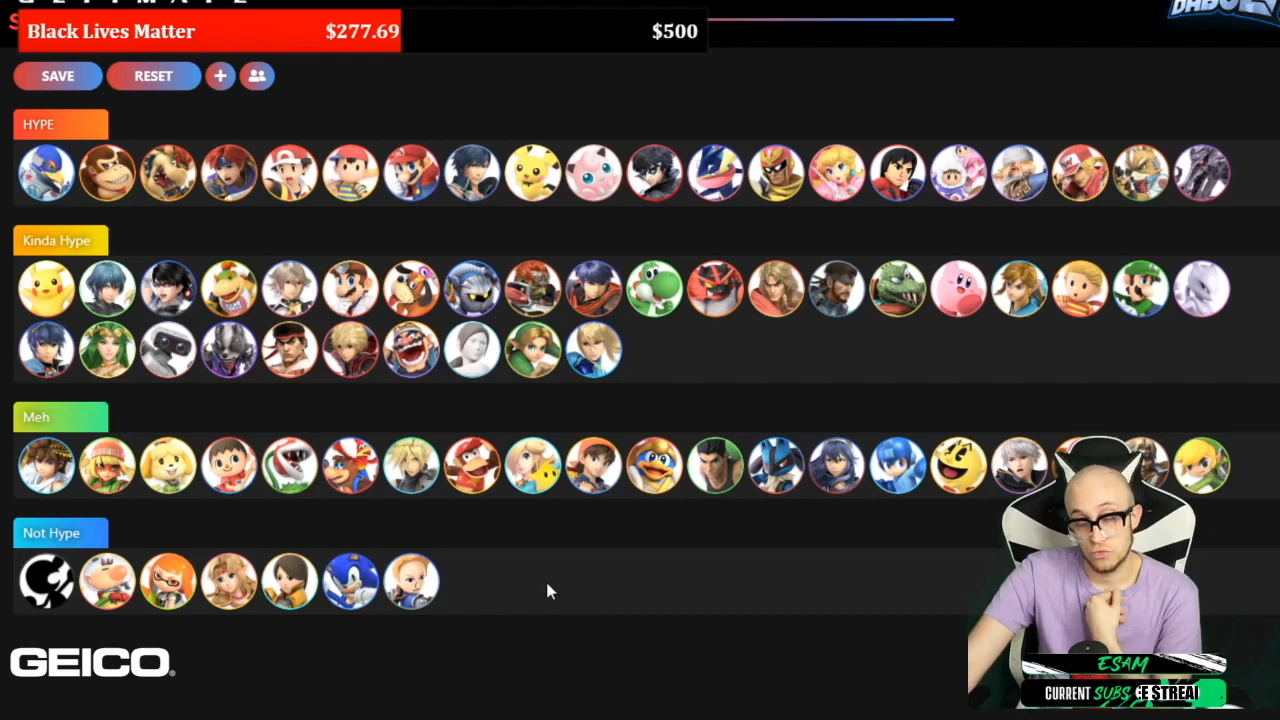 Black Lives Matter $277.69 $500
SAVE RESET +
HYPE
Kinda Hype
Meh
Not Hype
GEICO
ESAM
CURRENT SUBS